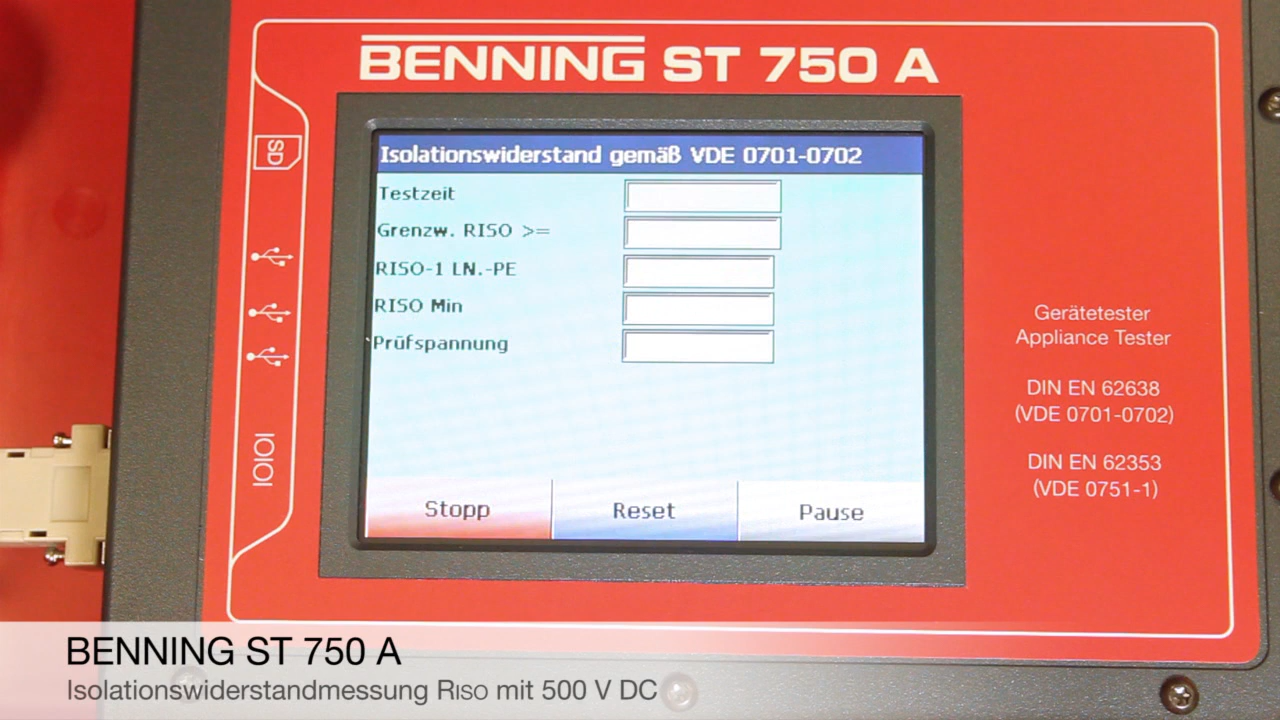 BENNING ST 750 A
SD
Isolationswiderstand gemäß VDE 0701-0702
Testzeit
Grenzw. RISO >=
RISO-1 LN.-PE
RISO Min
Prüfspannung
Stopp
Reset
Pause
IOIOI
Gerätetester
Appliance Tester
DIN EN 62638
(VDE 0701-0702)
DIN EN 62353
(VDE 0751-1)
BENNING ST 750 A
Isolationswiderstandmessung RISO mit 500 V DC